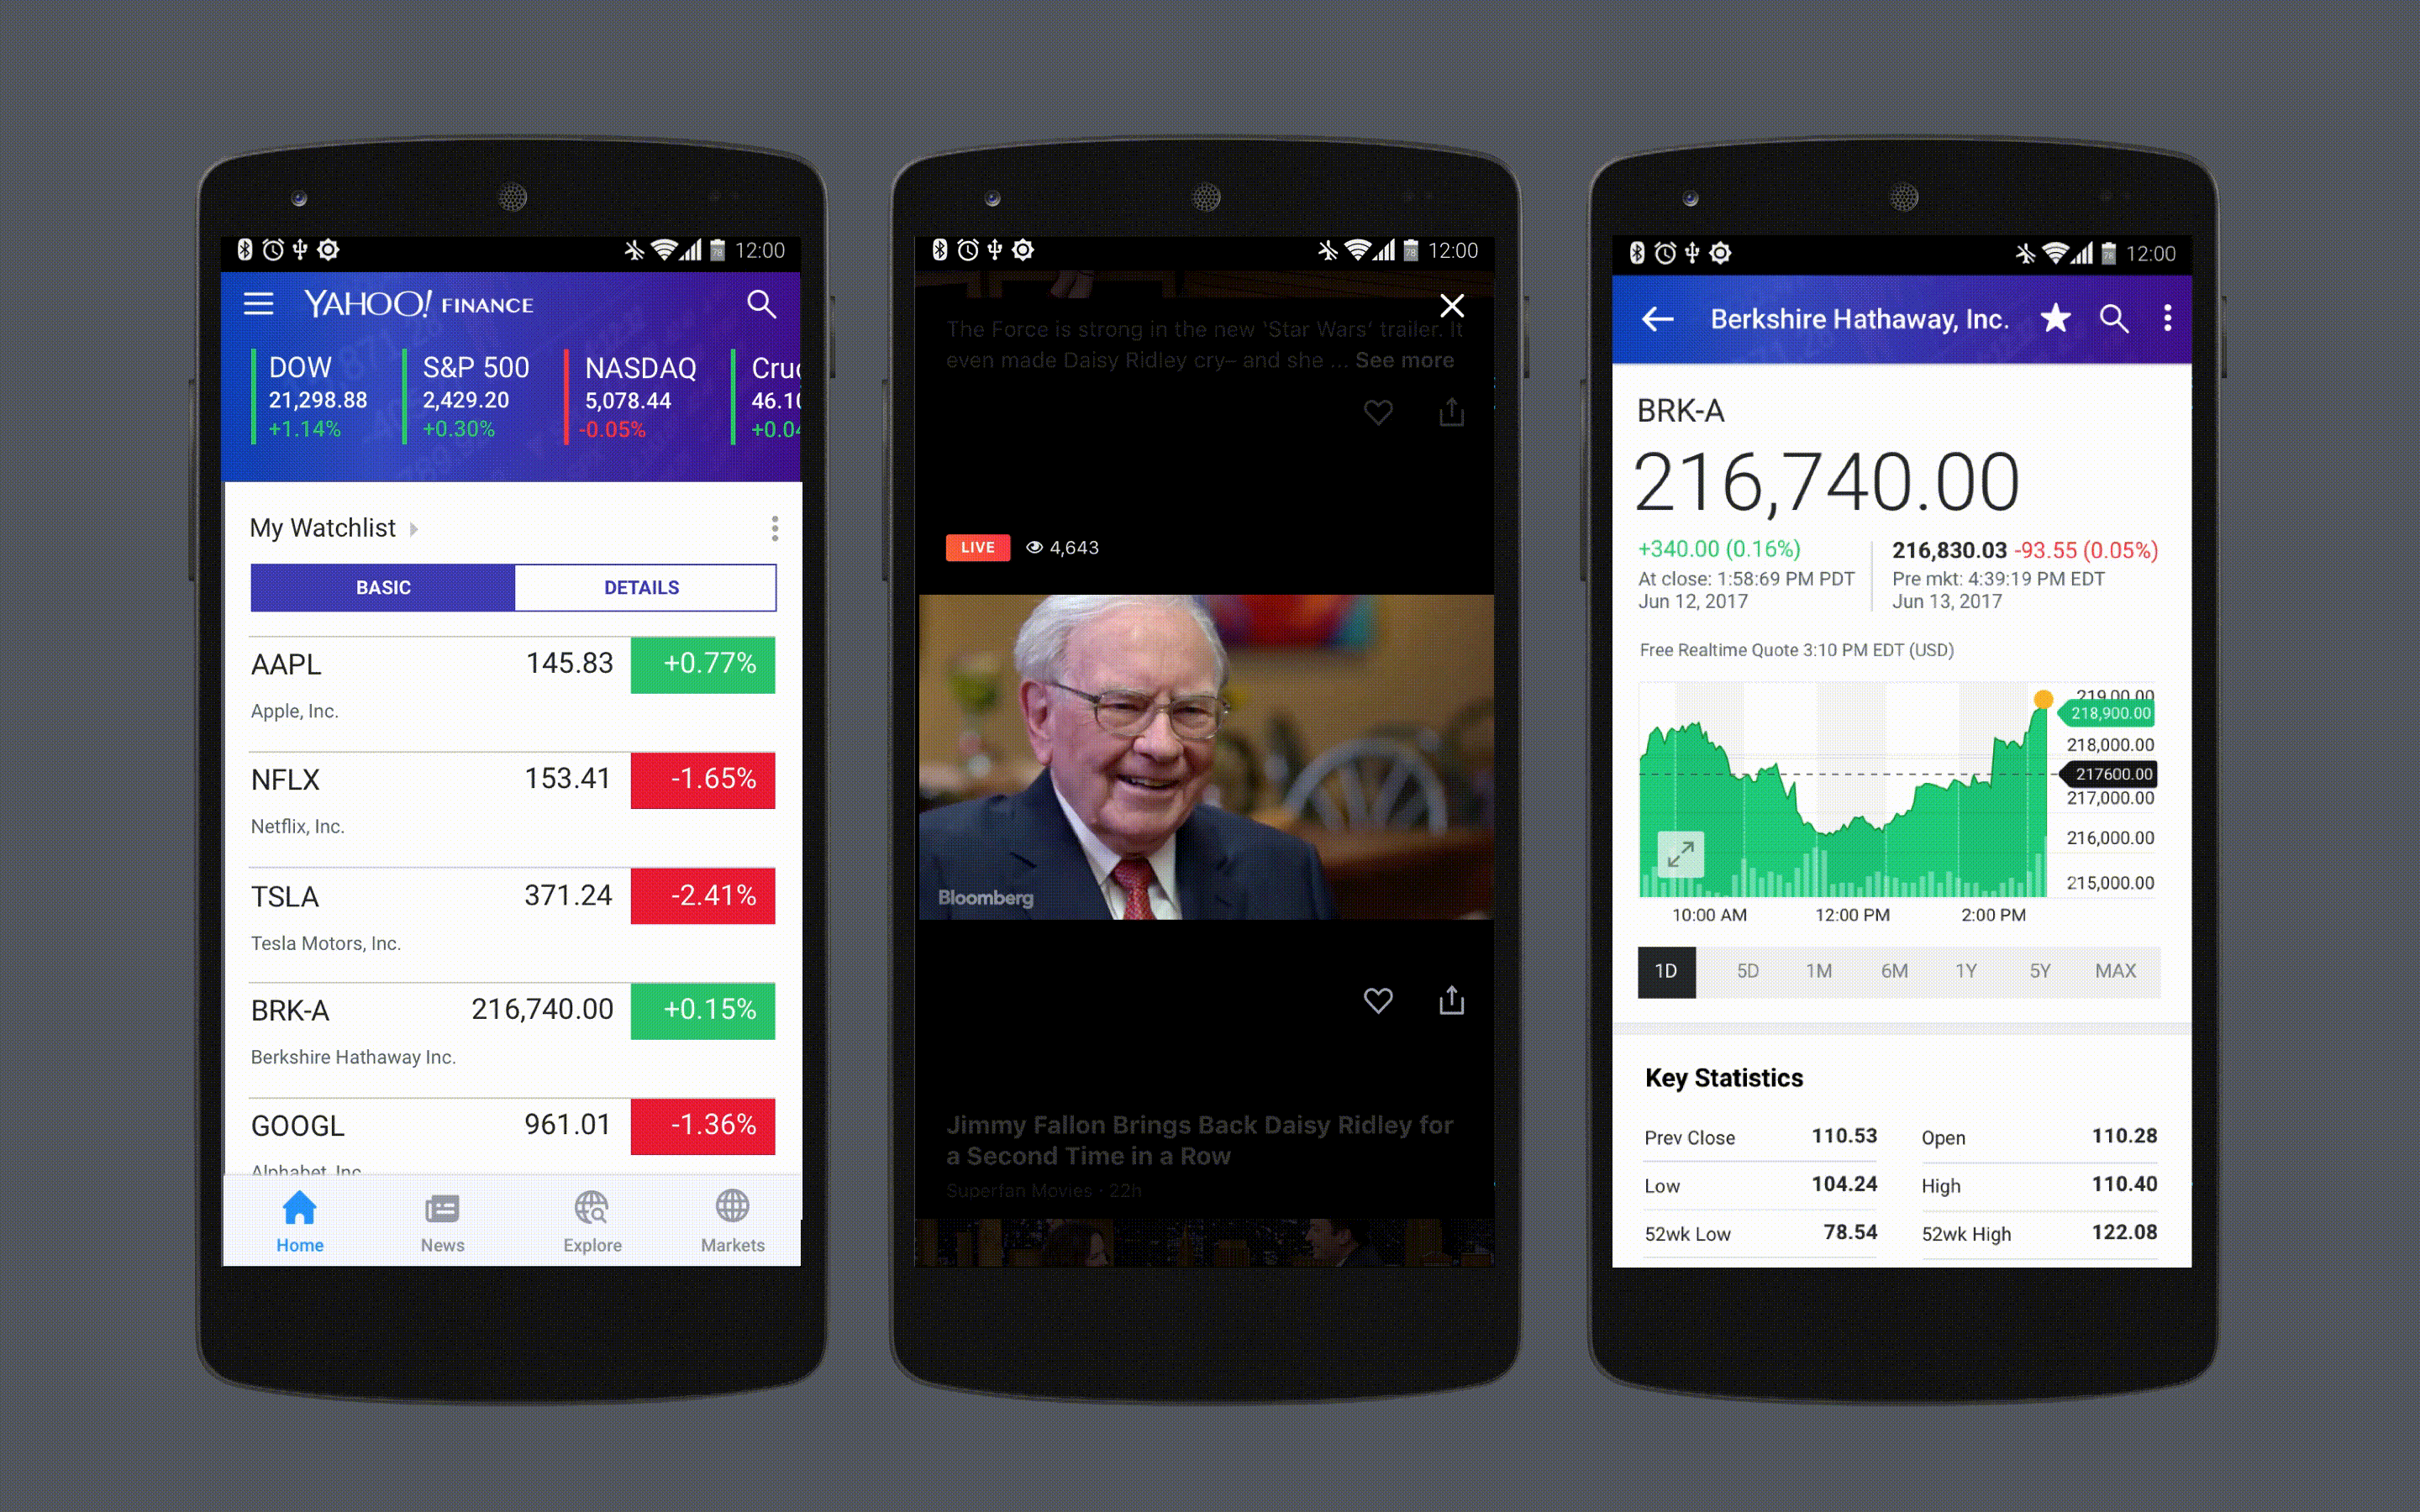 12:00
YAHOO! FINANCE
DOW
21,298.88
+1.14%
S&P 500
2,429.20
+0.30%
NASDAQ
5,078.44
-0.05%
Cruc
46.10
+0.04
My Watchlist
BASIC
DETAILS
AAPL 145.83 +0.77%
Apple, Inc.
NFLX 153.41 -1.65%
Netflix, Inc.
TSLA 371.24 -2.41%
Tesla Motors, Inc.
BRK-A 216,740.00 +0.15%
Berkshire Hathaway Inc.
GOOGL 961.01 -1.36%
Alphabet, Inc.
Home
News
Explore
Markets
78 12:00
The Force is strong in the new 'Star Wars' trailer. It
even made Daisy Ridley cry– and she ... See more
LIVE 4,643
Bloomberg
Jimmy Fallon Brings Back Daisy Ridley for
a Second Time in a Row
Superfan Movies · 22h
78 12:00
Berkshire Hathaway, Inc.
BRK-A
216,740.00
+340.00 (0.16%)
At close: 1:58:69 PM PDT
Jun 12, 2017
216,830.03 -93.55 (0.05%)
Pre mkt: 4:39:19 PM EDT
Jun 13, 2017
Free Realtime Quote 3:10 PM EDT (USD)
219,00.00
218,900.00
218,000.00
217600.00
217,000.00
216,000.00
215,000.00
10:00 AM 12:00 PM 2:00 PM
1D 5D 1M 6M 1Y 5Y MAX
Key Statistics
Prev Close 110.53 Open 110.28
Low 104.24 High 110.40
52wk Low 78.54 52wk High 122.08